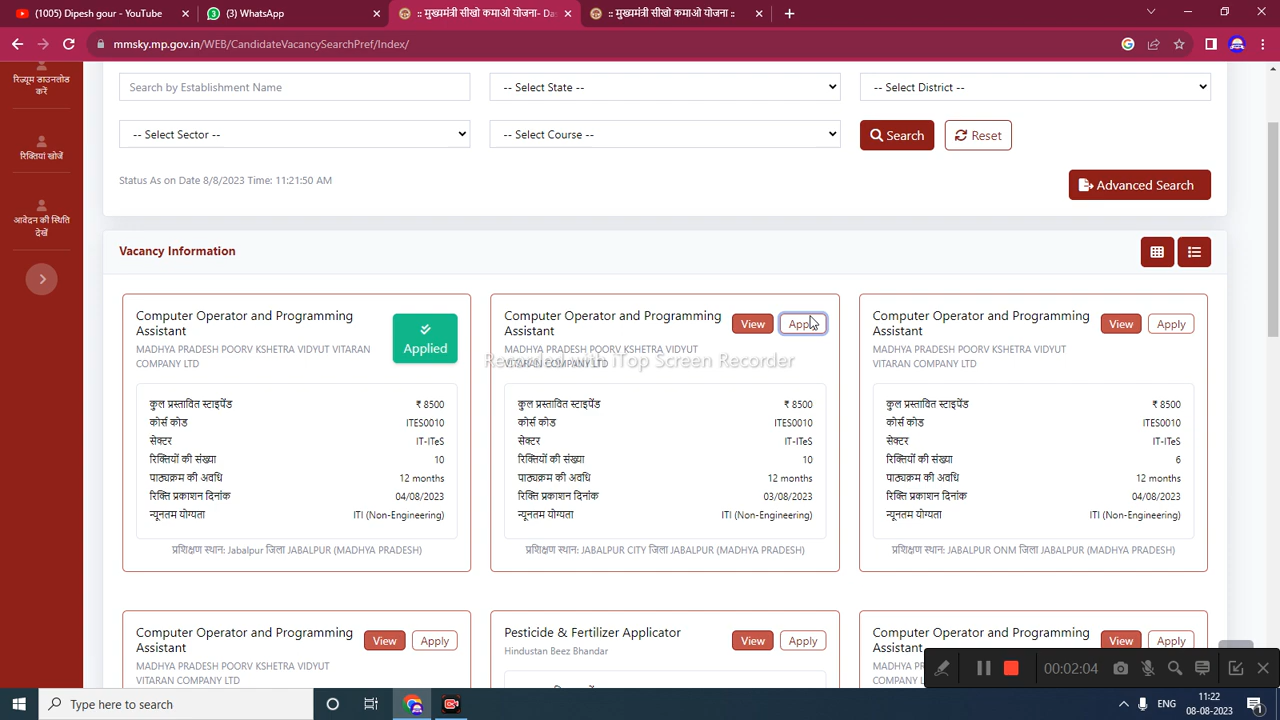 (1005) Dipesh gour - YouTube
(3) WhatsApp
:: मुख्यमंत्री सीखो कमाओ योजना- Da
:: मुख्यमंत्री सीखो कमाओ योजना ::
mmsky.mp.gov.in/WEB/CandidateVacancySearchPref/Index/
रिज़्यूम डाउनलोड
करें
रिक्तियां खोजें
आवेदन की स्थिति
देखें
Search by Establishment Name
-- Select State --
-- Select District --
-- Select Sector --
-- Select Course --
Search
Reset
Status As on Date 8/8/2023 Time: 11:21:50 AM
Advanced Search
Vacancy Information
Computer Operator and Programming
Assistant
Applied
MADHYA PRADESH POORV KSHETRA VIDYUT VITARAN
COMPANY LTD
कुल प्रस्तावित स्टाइपेंड ₹ 8500
कोर्स कोड ITES0010
सेक्टर IT-ITeS
रिक्तियों की संख्या 10
पाठ्यक्रम की अवधि 12 months
रिक्ति प्रकाशन दिनांक 04/08/2023
न्यूनतम योग्यता ITI (Non-Engineering)
प्रशिक्षण स्थान: Jabalpur जिला JABALPUR (MADHYA PRADESH)
Computer Operator and Programming
Assistant
View
Apply
MADHYA PRADESH POORV KSHETRA VIDYUT
VITARAN COMPANY LTD
Recorded with iTop Screen Recorder
कुल प्रस्तावित स्टाइपेंड ₹ 8500
कोर्स कोड ITES0010
सेक्टर IT-ITeS
रिक्तियों की संख्या 10
पाठ्यक्रम की अवधि 12 months
रिक्ति प्रकाशन दिनांक 03/08/2023
न्यूनतम योग्यता ITI (Non-Engineering)
प्रशिक्षण स्थान: JABALPUR CITY जिला JABALPUR (MADHYA PRADESH)
Computer Operator and Programming
Assistant
View
Apply
MADHYA PRADESH POORV KSHETRA VIDYUT
VITARAN COMPANY LTD
कुल प्रस्तावित स्टाइपेंड ₹ 8500
कोर्स कोड ITES0010
सेक्टर IT-ITeS
रिक्तियों की संख्या 6
पाठ्यक्रम की अवधि 12 months
रिक्ति प्रकाशन दिनांक 04/08/2023
न्यूनतम योग्यता ITI (Non-Engineering)
प्रशिक्षण स्थान: JABALPUR ONM जिला JABALPUR (MADHYA PRADESH)
Computer Operator and Programming
Assistant
View
Apply
MADHYA PRADESH POORV KSHETRA VIDYUT
VITARAN COMPANY LTD
Pesticide & Fertilizer Applicator
View
Apply
Hindustan Beez Bhandar
Computer Operator and Programming
Assistant
View
Apply
MADHYA PRADESH POORV KSHETRA
00:02:04
Type here to search
ENG
11:22
08-08-2023
1